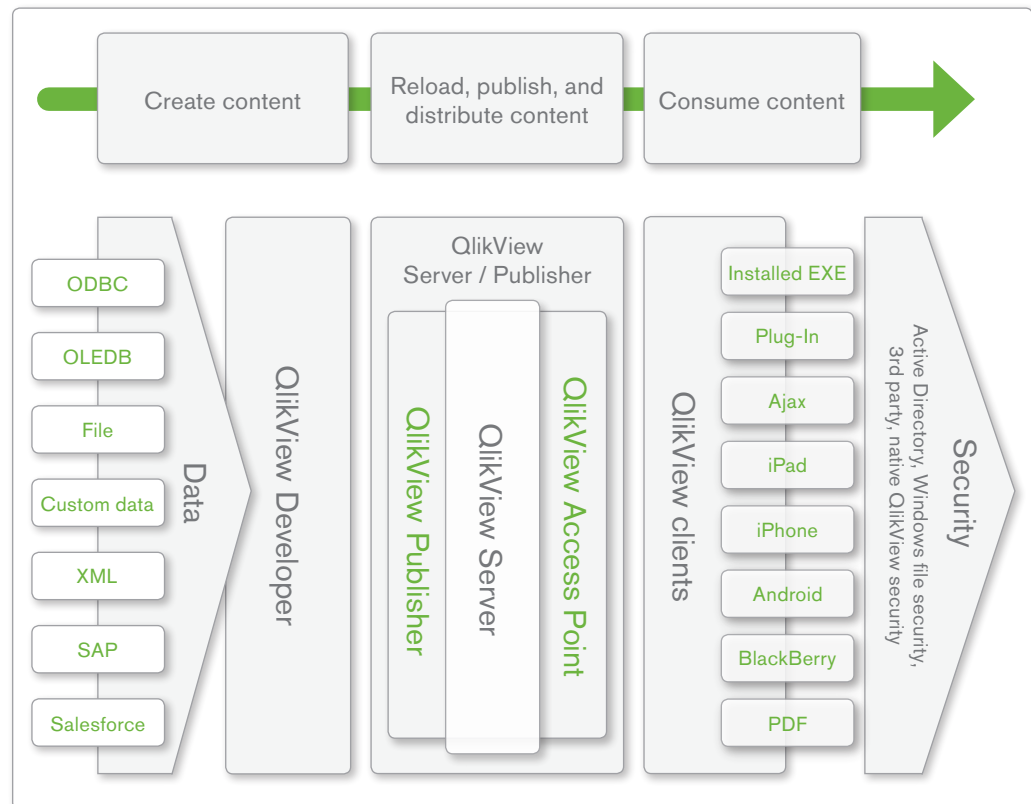 Create content
Reload, publish, and
distribute content
Consume content
ODBC
OLEDB
File
Custom data
XML
SAP
Salesforce
Data
QlikView Developer
QlikView
Server / Publisher
QlikView Publisher
QlikView Server
QlikView Access Point
QlikView clients
Installed EXE
Plug-In
Ajax
iPad
iPhone
Android
BlackBerry
PDF
Security
Active Directory, Windows file security,
3rd party, native QlikView security